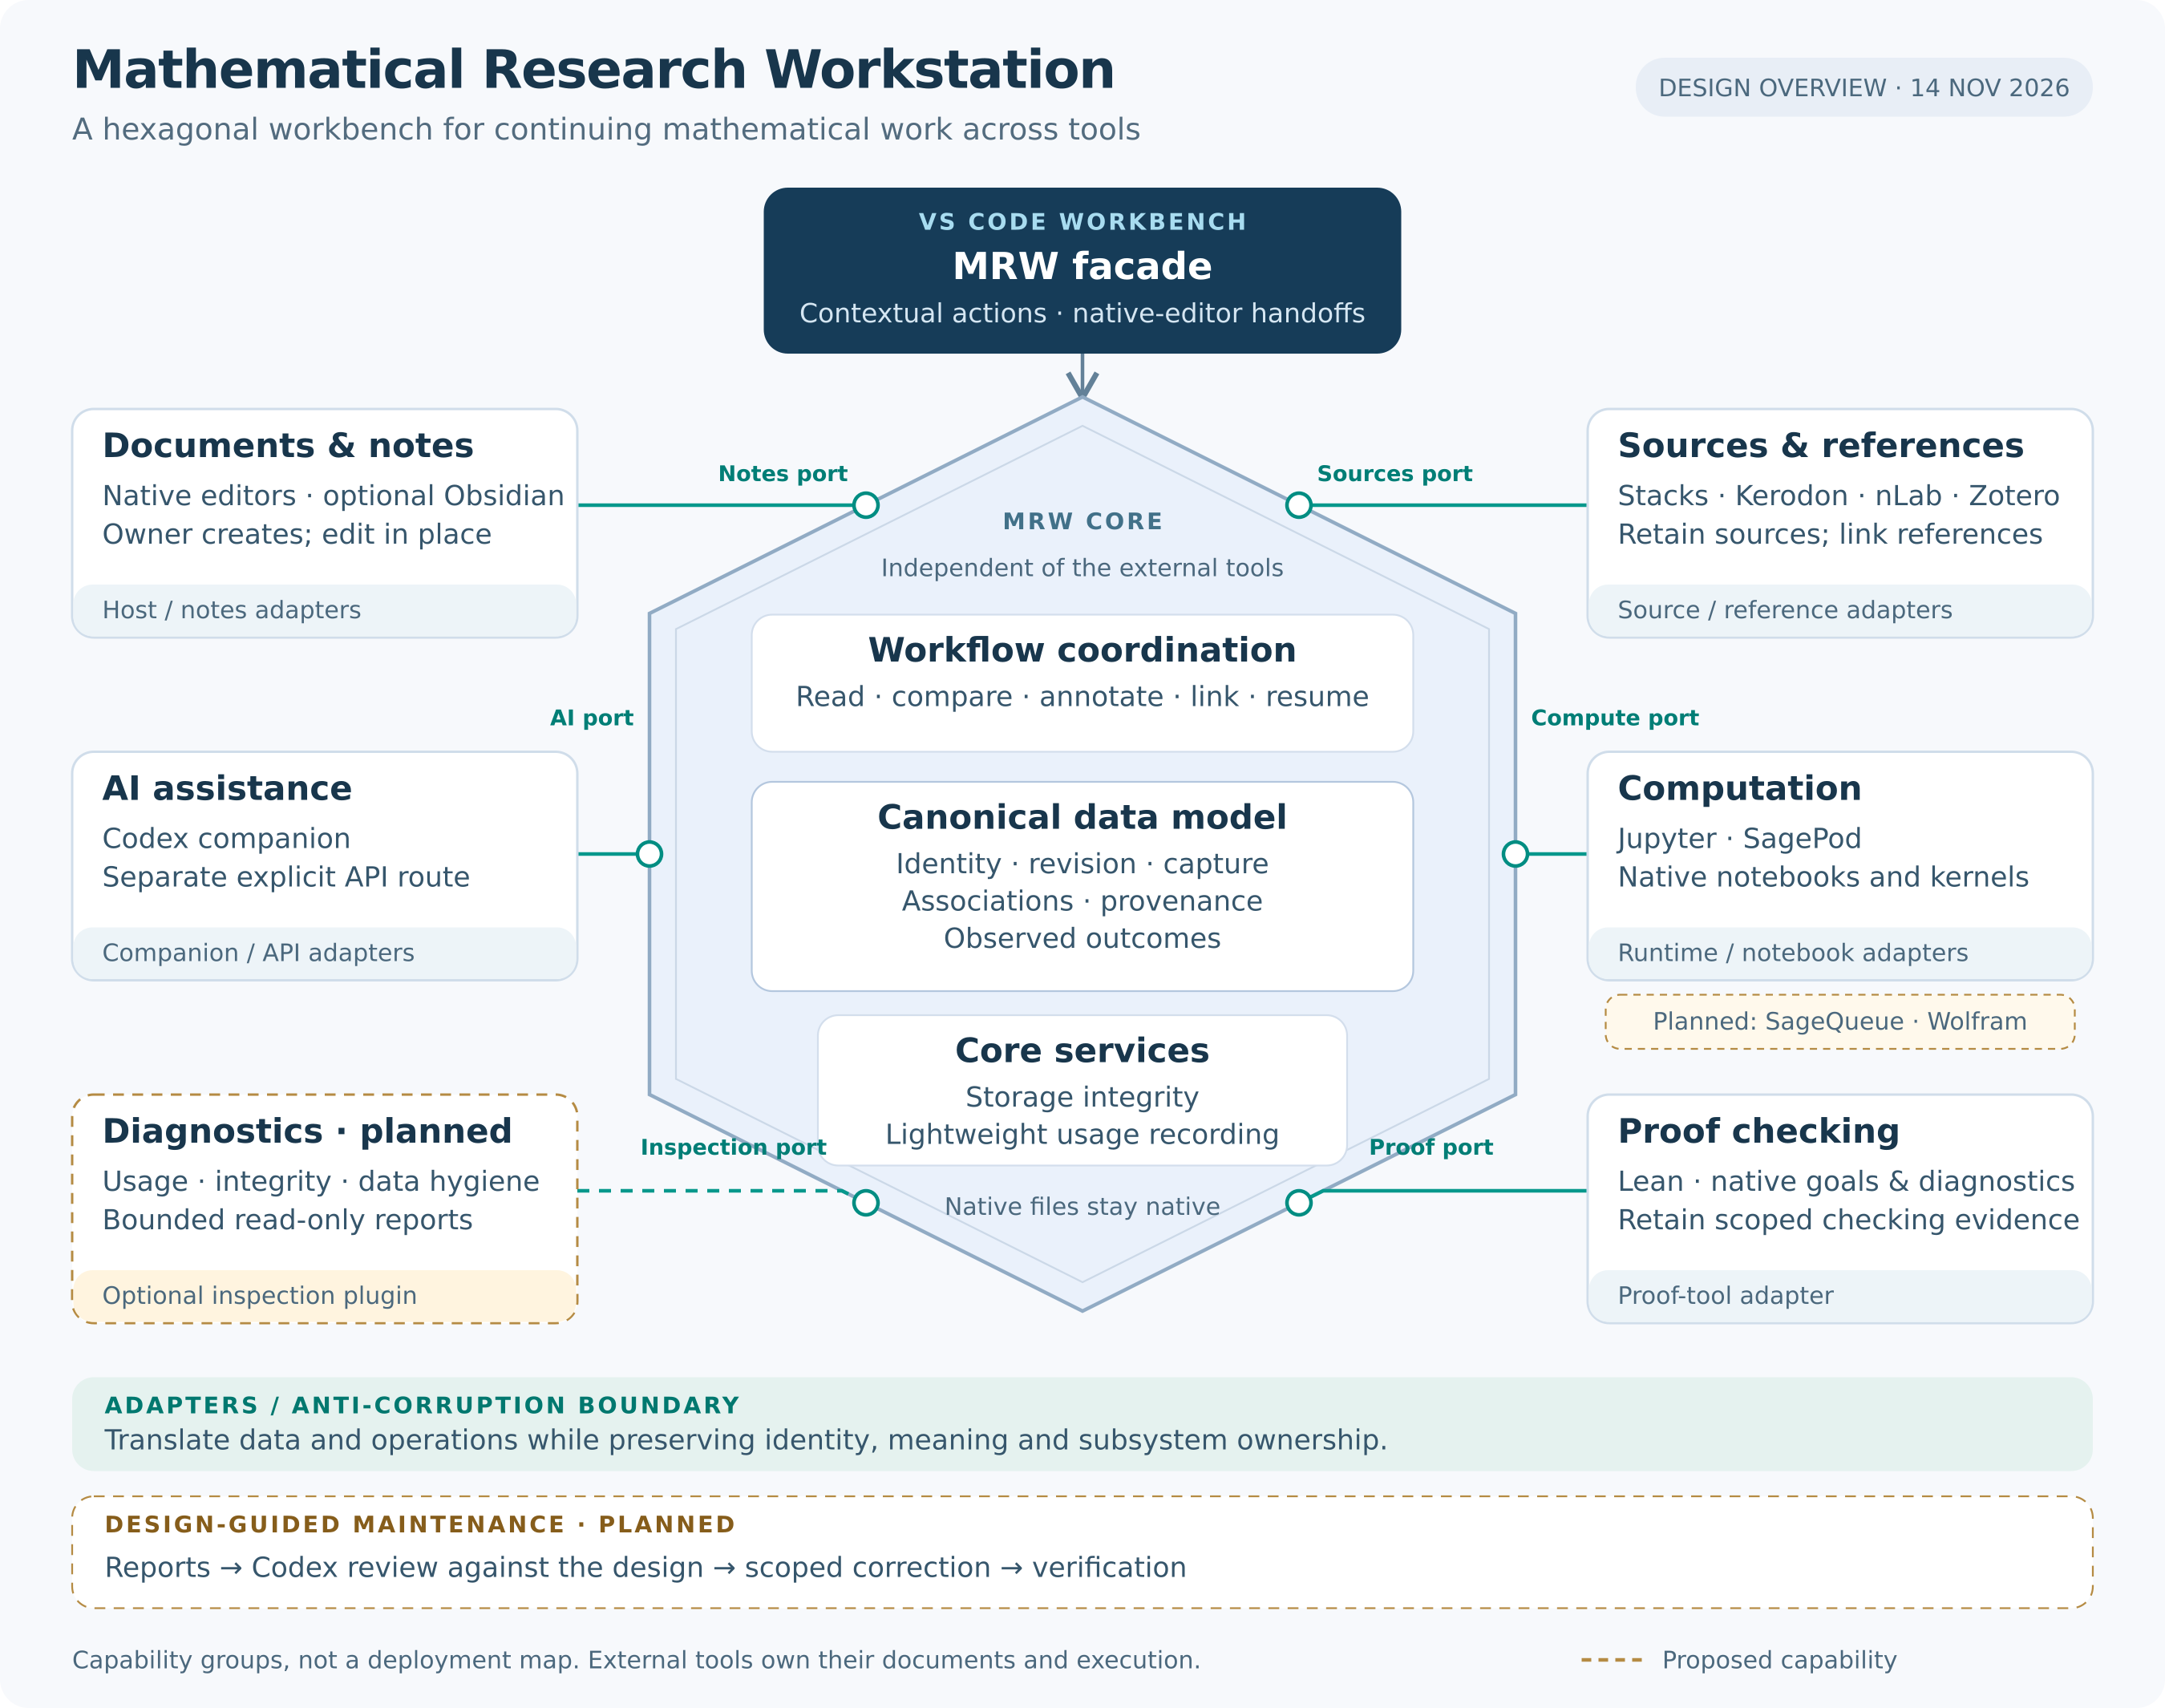 Mathematical Research Workstation
A hexagonal workbench for continuing mathematical work across tools
DESIGN OVERVIEW · 14 NOV 2026
VS CODE WORKBENCH
MRW facade
Contextual actions · native-editor handoffs
Documents & notes
Native editors · optional Obsidian
Owner creates; edit in place
Host / notes adapters
Notes port
Sources port
Sources & references
Stacks · Kerodon · nLab · Zotero
Retain sources; link references
Source / reference adapters
MRW CORE
Independent of the external tools
Workflow coordination
Read · compare · annotate · link · resume
AI port
Compute port
AI assistance
Codex companion
Separate explicit API route
Companion / API adapters
Canonical data model
Identity · revision · capture
Associations · provenance
Observed outcomes
Computation
Jupyter · SagePod
Native notebooks and kernels
Runtime / notebook adapters
Planned: SageQueue · Wolfram
Core services
Storage integrity
Lightweight usage recording
Diagnostics · planned
Usage · integrity · data hygiene
Bounded read-only reports
Optional inspection plugin
Inspection port
Proof port
Native files stay native
Proof checking
Lean · native goals & diagnostics
Retain scoped checking evidence
Proof-tool adapter
ADAPTERS / ANTI-CORRUPTION BOUNDARY
Translate data and operations while preserving identity, meaning and subsystem ownership.
DESIGN-GUIDED MAINTENANCE · PLANNED
Reports → Codex review against the design → scoped correction → verification
Capability groups, not a deployment map. External tools own their documents and execution.
Proposed capability